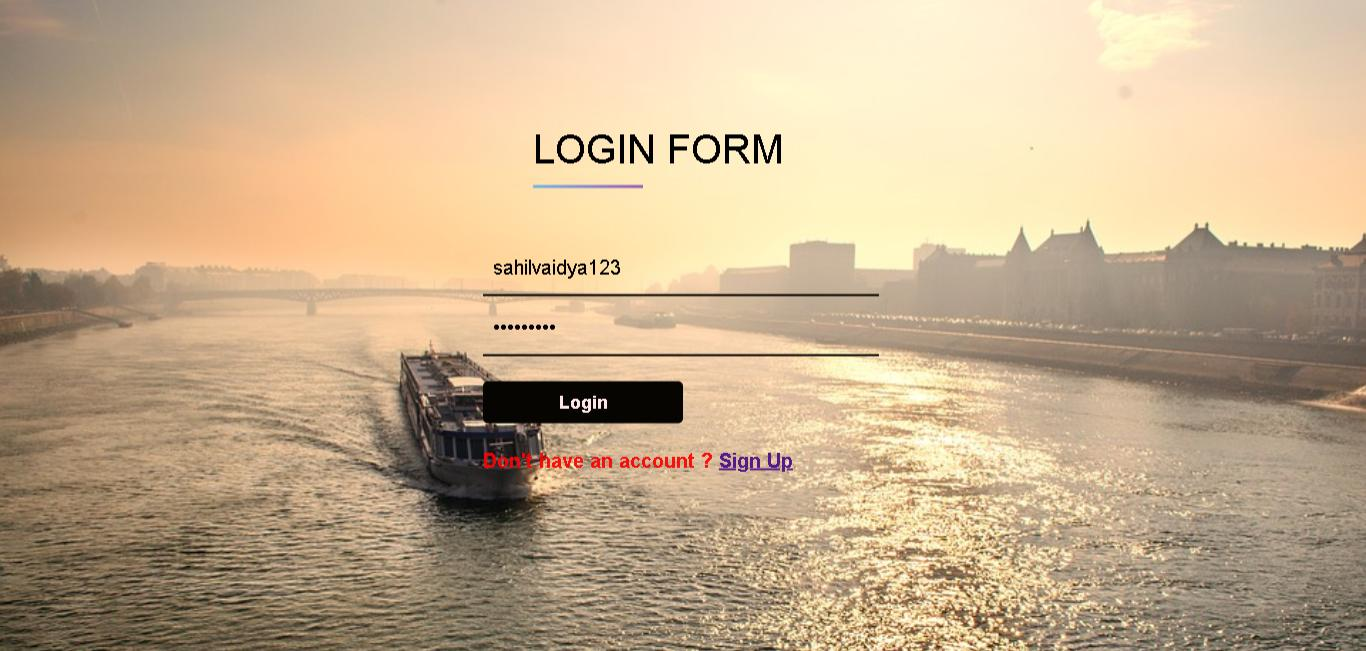 LOGIN FORM
sahilvaidya123
•••••••••
Login
Don't have an account ? Sign Up